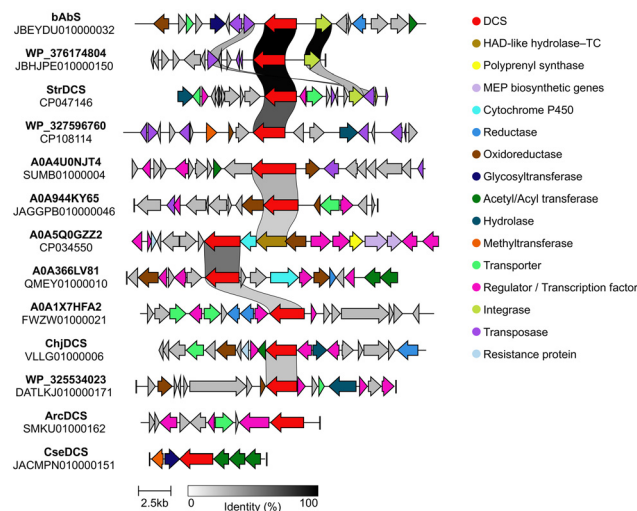 bAbS
JBEYDU010000032
WP_376174804
JBHJPE010000150
StrDCS
CP047146
WP_327596760
CP108114
A0A4U0NJT4
SUMB01000004
A0A944KY65
JAGGPB010000046
A0A5Q0GZZ2
CP034550
A0A366LV81
QMEY01000010
A0A1X7HFA2
FWZW01000021
ChjDCS
VLLG01000006
WP_325534023
DATLKJ010000171
ArcDCS
SMKU01000162
CseDCS
JACMPN010000151
2.5kb
0
100
Identity (%)
DCS
HAD-like hydrolase–TC
Polyprenyl synthase
MEP biosynthetic genes
Cytochrome P450
Reductase
Oxidoreductase
Glycosyltransferase
Acetyl/Acyl transferase
Hydrolase
Methyltransferase
Transporter
Regulator / Transcription factor
Integrase
Transposase
Resistance protein